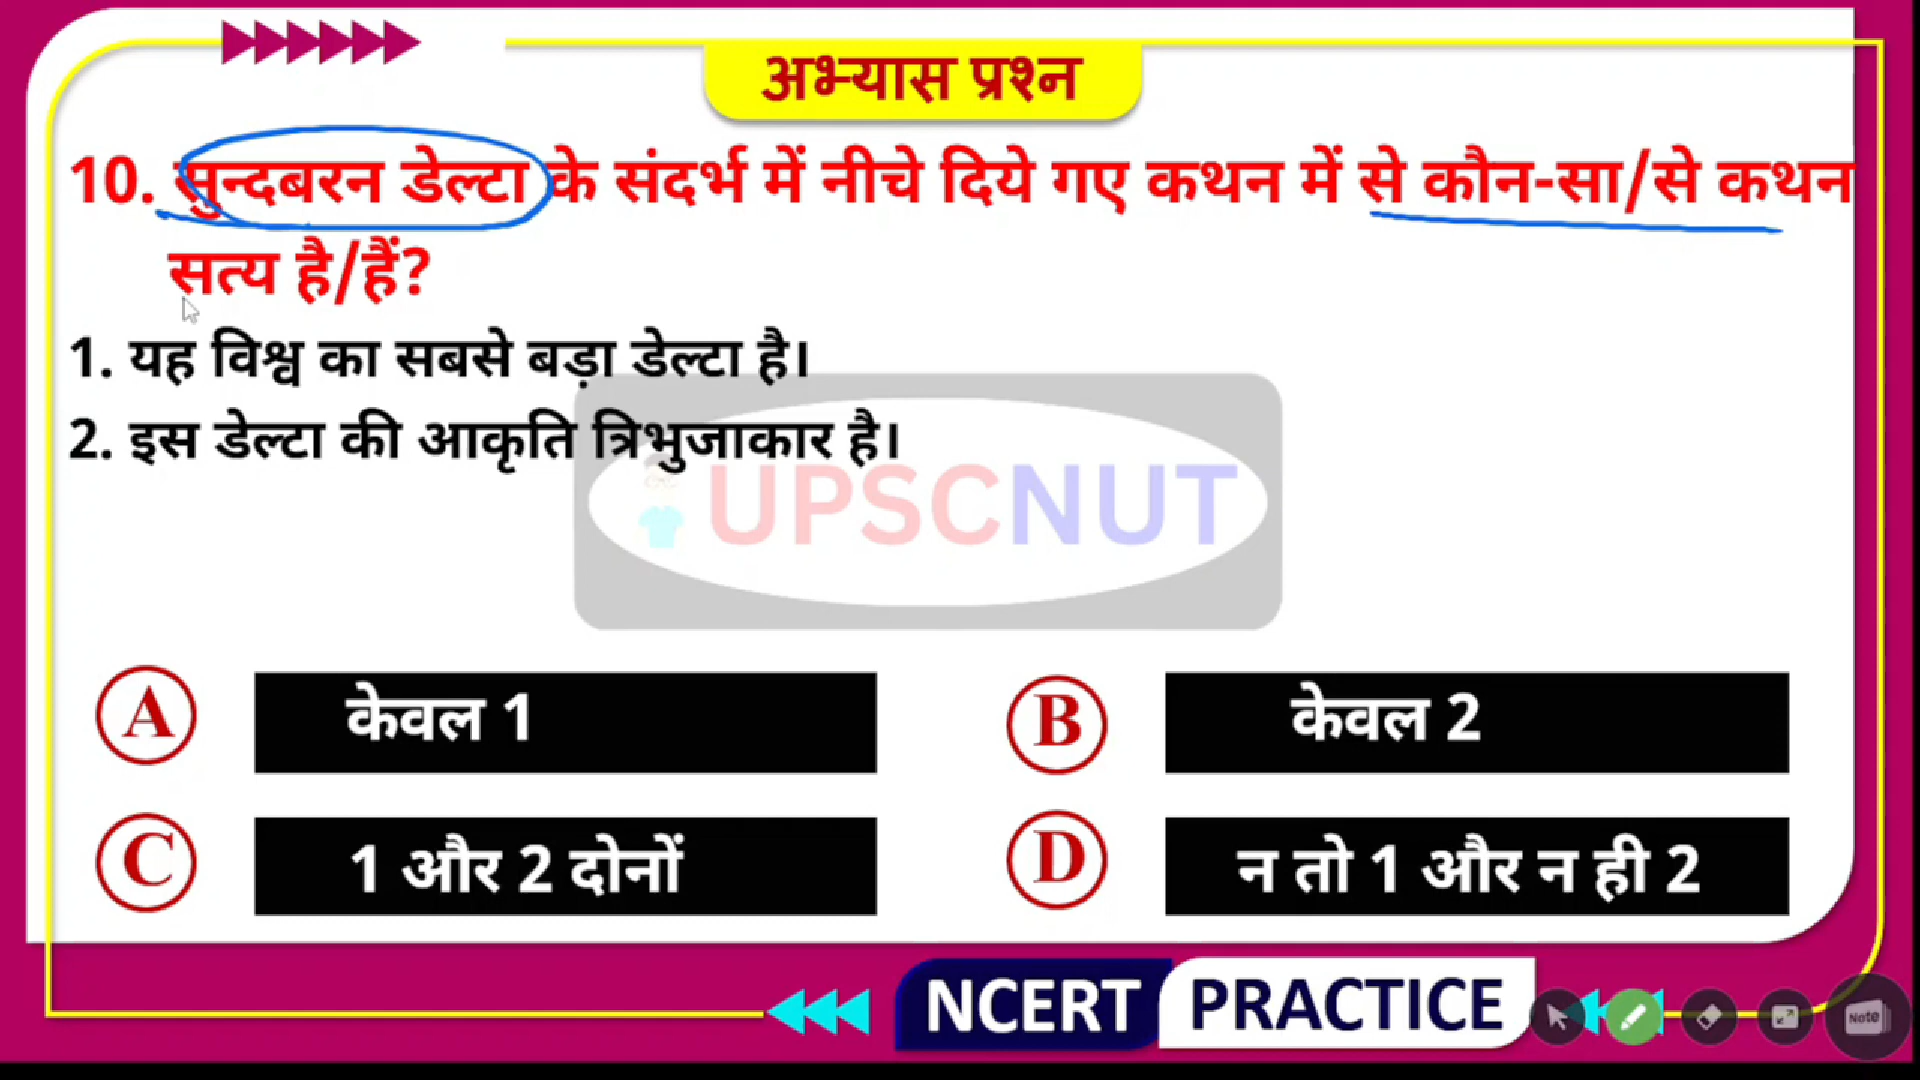 अभ्यास प्रश्न
10. सुन्दबरन डेल्टा के संदर्भ में नीचे दिये गए कथन में से कौन-सा/से कथन
सत्य है/हैं?
1. यह विश्व का सबसे बड़ा डेल्टा है।
2. इस डेल्टा की आकृति त्रिभुजाकार है।
UPSCNUT
A केवल 1
B केवल 2
C 1 और 2 दोनों
D न तो 1 और न ही 2
NCERT PRACTICE
Note